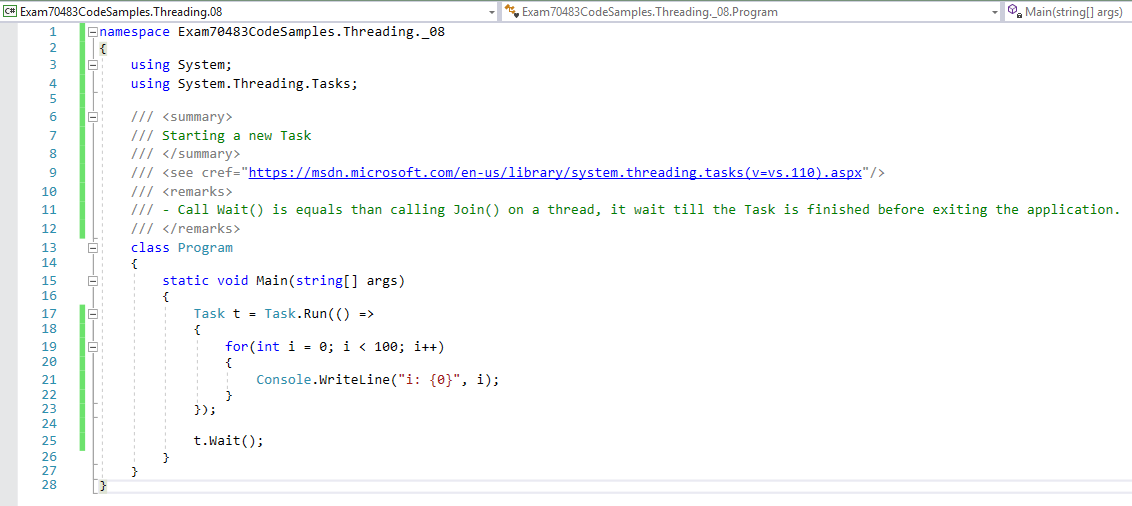 C# Exam70483CodeSamples.Threading.08 Exam70483CodeSamples.Threading._08.Program Main(string[] args)
1 namespace Exam70483CodeSamples.Threading._08
2 {
3 using System;
4 using System.Threading.Tasks;
5
6 /// <summary>
7 /// Starting a new Task
8 /// </summary>
9 /// <see cref="https://msdn.microsoft.com/en-us/library/system.threading.tasks(v=vs.110).aspx"/>
10 /// <remarks>
11 /// - Call Wait() is equals than calling Join() on a thread, it wait till the Task is finished before exiting the application.
12 /// </remarks>
13 class Program
14 {
15 static void Main(string[] args)
16 {
17 Task t = Task.Run(() =>
18 {
19 for(int i = 0; i < 100; i++)
20 {
21 Console.WriteLine("i: {0}", i);
22 }
23 });
24
25 t.Wait();
26 }
27 }
28 }